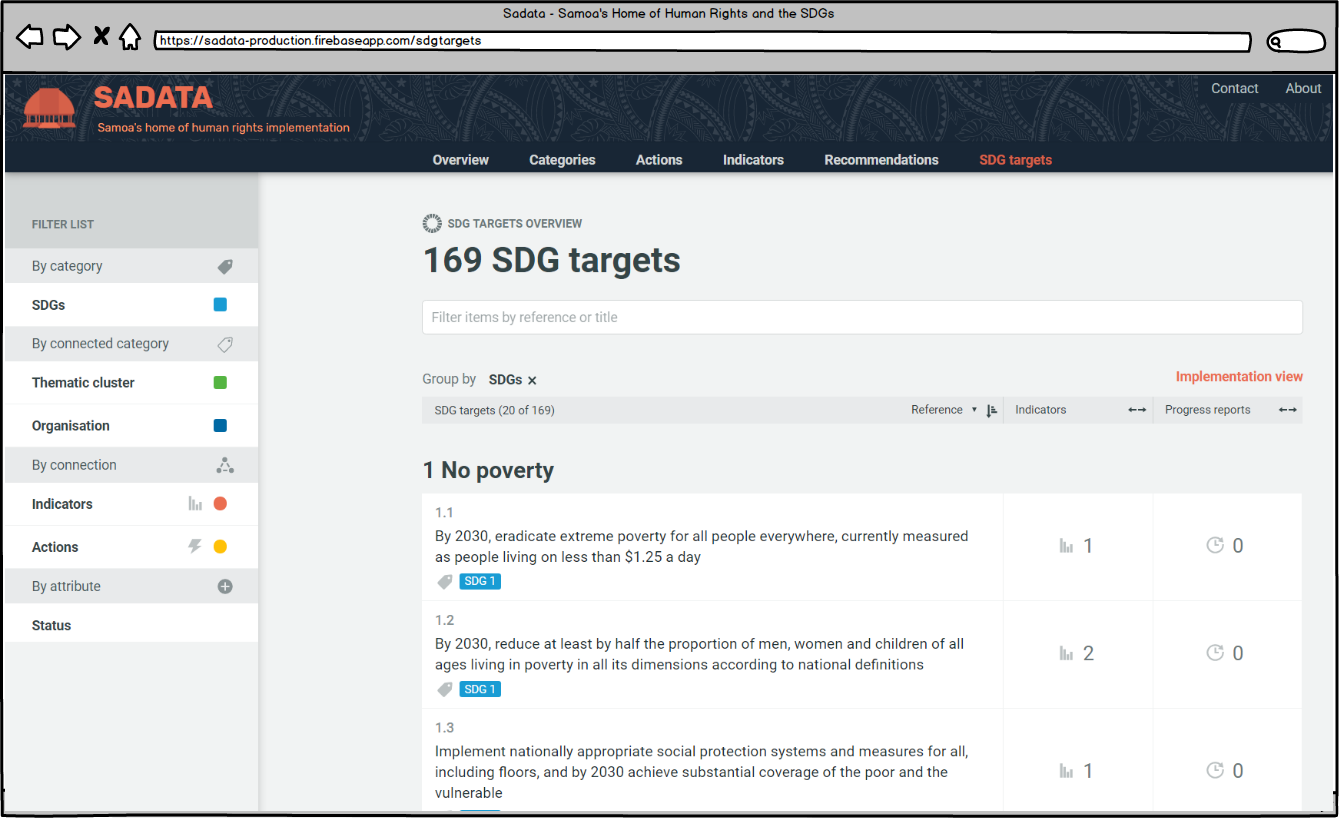 Sadata - Samoa's Home of Human Rights and the SDGs
https://sadata-production.firebaseapp.com/sdgtargets
SADATA
Samoa's home of human rights implementation
Contact About
Overview Categories Actions Indicators Recommendations SDG targets
FILTER LIST
By category
SDGs
By connected category
Thematic cluster
Organisation
By connection
Indicators
Actions
By attribute
Status
SDG TARGETS OVERVIEW
169 SDG targets
Filter items by reference or title
Group by SDGs ×
Implementation view
SDG targets (20 of 169) Reference Indicators Progress reports
1 No poverty
1.1
By 2030, eradicate extreme poverty for all people everywhere, currently measured
as people living on less than $1.25 a day
SDG 1
1
0
1.2
By 2030, reduce at least by half the proportion of men, women and children of all
ages living in poverty in all its dimensions according to national definitions
SDG 1
2
0
1.3
Implement nationally appropriate social protection systems and measures for all,
including floors, and by 2030 achieve substantial coverage of the poor and the
vulnerable
1
0